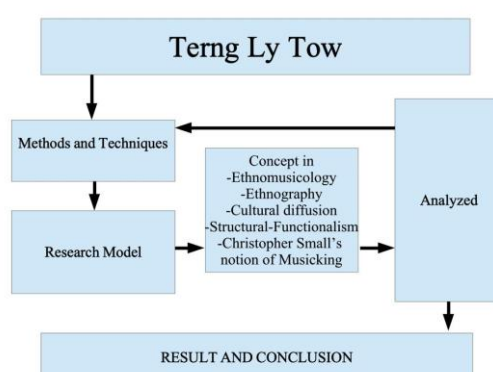 Terng Ly Tow
Methods and Techniques
Research Model
Concept in
-Ethnomusicology
-Ethnography
-Cultural diffusion
-Structural-Functionalism
-Christopher Small's
notion of Musicking
Analyzed
RESULT AND CONCLUSION